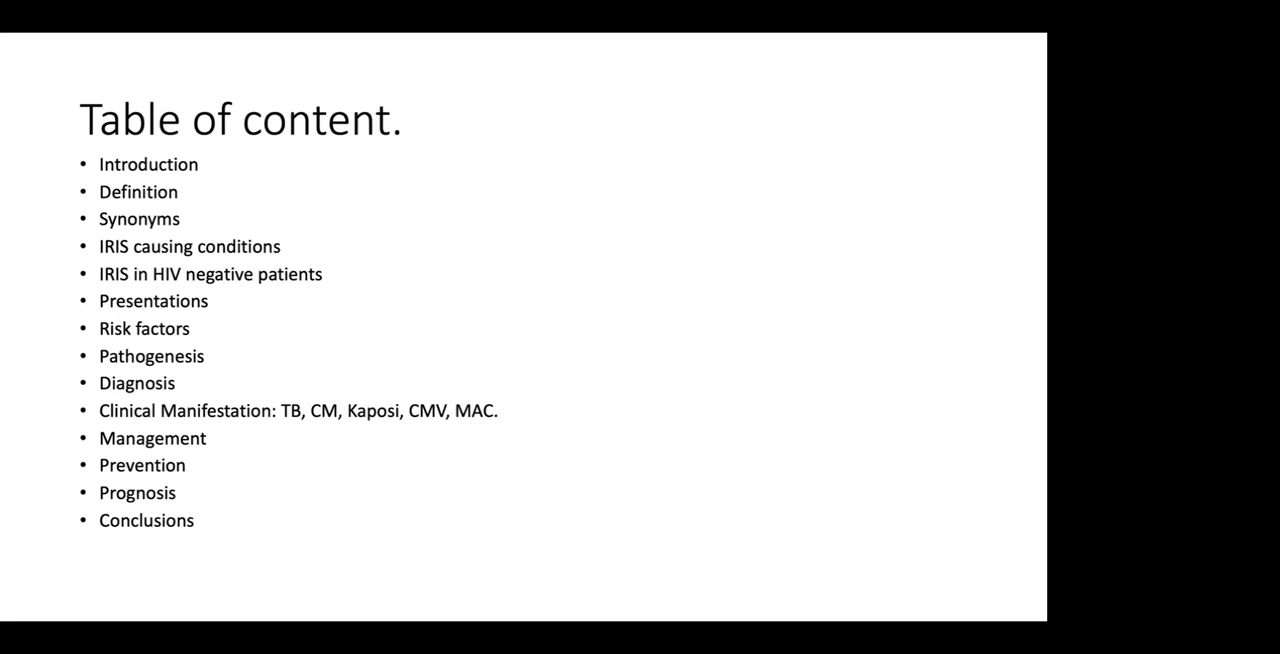 Table of content.
• Introduction
• Definition
• Synonyms
• IRIS causing conditions
• IRIS in HIV negative patients
• Presentations
• Risk factors
• Pathogenesis
• Diagnosis
• Clinical Manifestation: TB, CM, Kaposi, CMV, MAC.
• Management
• Prevention
• Prognosis
• Conclusions